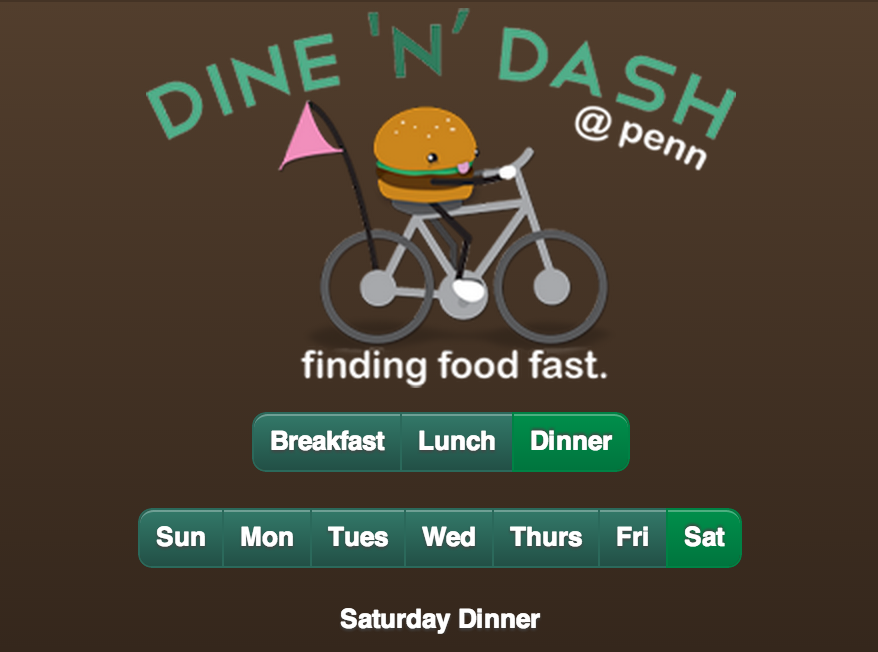 DINE 'N' DASH
@ penn
finding food fast.
Breakfast Lunch Dinner
Sun Mon Tues Wed Thurs Fri Sat
Saturday Dinner